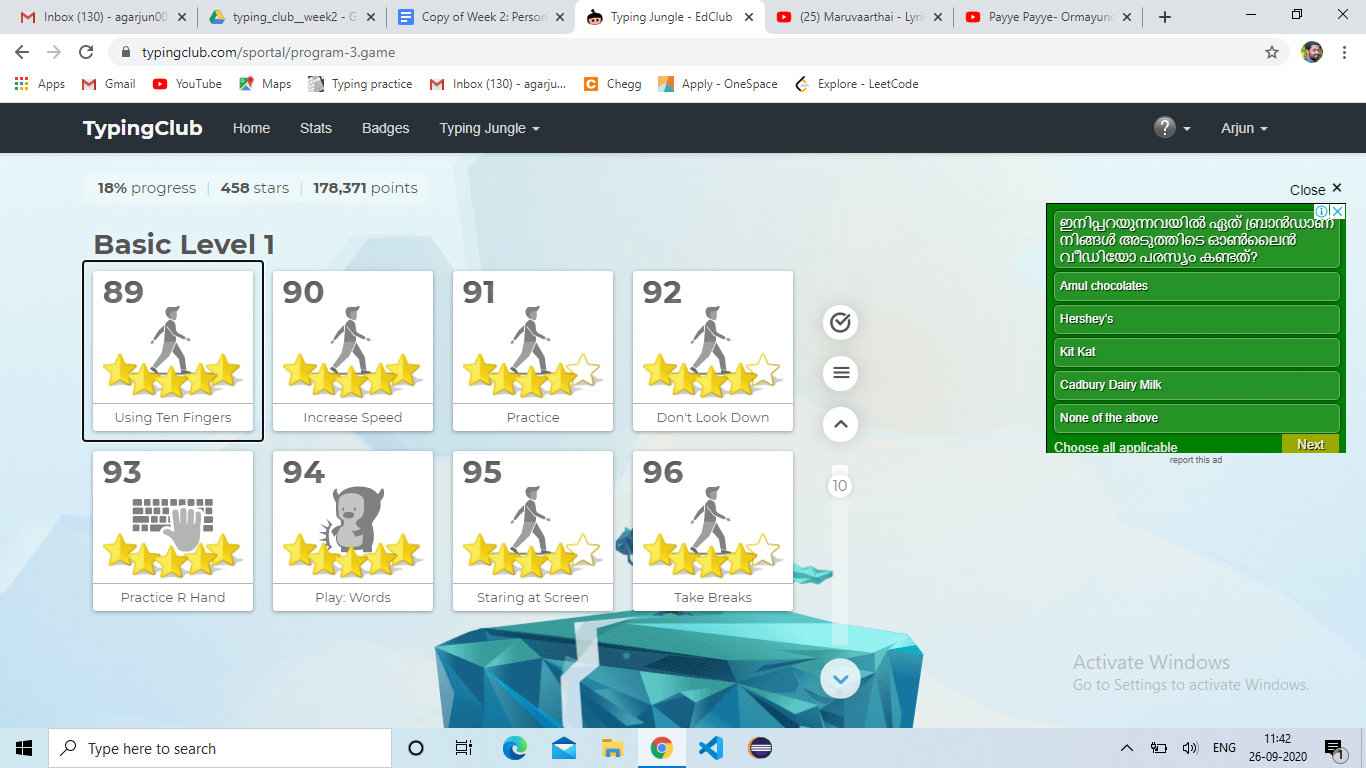 Inbox (130) - agarjun00
typing_club__week2 - G
Copy of Week 2: Person
Typing Jungle - EdClub
(25) Maruvaarthai - Lyri
Payye Payye- Ormayund
typingclub.com/sportal/program-3.game
Apps
Gmail
YouTube
Maps
Typing practice
Inbox (130) - agarju...
Chegg
Apply - OneSpace
Explore - LeetCode
TypingClub
Home
Stats
Badges
Typing Jungle
?
Arjun
18% progress
458 stars
178,371 points
Close
Basic Level 1
ഇനിപ്പറയുന്നവയിൽ ഏത് ബ്രാൻഡാണ്
നിങ്ങൾ അടുത്തിടെ ഓൺലൈൻ
വീഡിയോ പരസ്യം കണ്ടത്?
Amul chocolates
Hershey's
Kit Kat
Cadbury Dairy Milk
None of the above
Choose all applicable
Next
report this ad
89
Using Ten Fingers
90
Increase Speed
91
Practice
92
Don't Look Down
93
Practice R Hand
94
Play: Words
95
Staring at Screen
96
Take Breaks
10
Activate Windows
Go to Settings to activate Windows.
Type here to search
ENG
11:42
26-09-2020
1